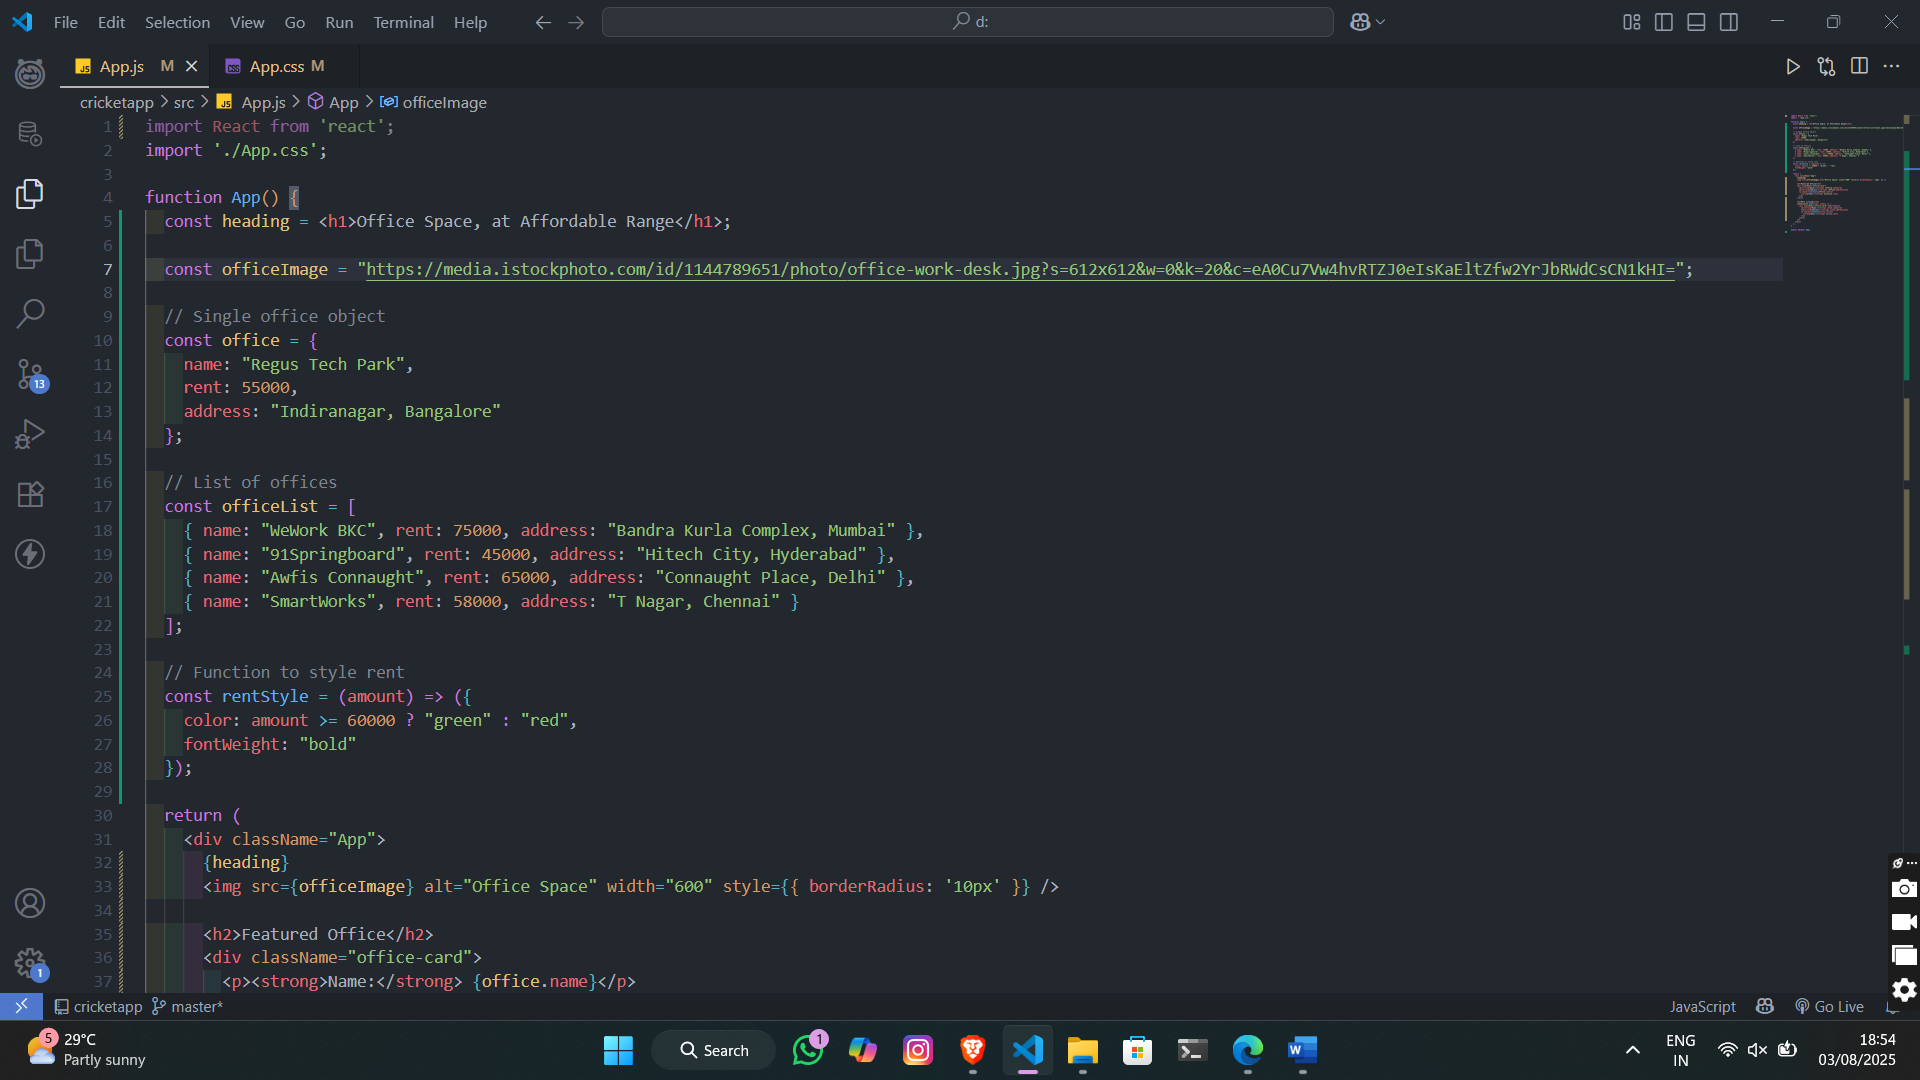 File Edit Selection View Go Run Terminal Help
d:
App.js M
App.css M
cricketapp > src > App.js > App > officeImage
1 import React from 'react';
2 import './App.css';
3
4 function App() {
5 const heading = <h1>Office Space, at Affordable Range</h1>;
6
7 const officeImage = "https://media.istockphoto.com/id/1144789651/photo/office-work-desk.jpg?s=612x612&w=0&k=20&c=eA0Cu7Vw4hvRTZJ0eIsKaEltZfw2YrJbRWdCsCN1kHI=";
8
9 // Single office object
10 const office = {
11 name: "Regus Tech Park",
12 rent: 55000,
13 address: "Indiranagar, Bangalore"
14 };
15
16 // List of offices
17 const officeList = [
18 { name: "WeWork BKC", rent: 75000, address: "Bandra Kurla Complex, Mumbai" },
19 { name: "91Springboard", rent: 45000, address: "Hitech City, Hyderabad" },
20 { name: "Awfis Connaught", rent: 65000, address: "Connaught Place, Delhi" },
21 { name: "SmartWorks", rent: 58000, address: "T Nagar, Chennai" }
22 ];
23
24 // Function to style rent
25 const rentStyle = (amount) => ({
26 color: amount >= 60000 ? "green" : "red",
27 fontWeight: "bold"
28 });
29
30 return (
31 <div className="App">
32 {heading}
33 <img src={officeImage} alt="Office Space" width="600" style={{ borderRadius: '10px' }} />
34
35 <h2>Featured Office</h2>
36 <div className="office-card">
37 <p><strong>Name:</strong> {office.name}</p>
13
1
cricketapp master*
JavaScript Go Live
5
29°C
Partly sunny
Search
1
ENG
IN
18:54
03/08/2025